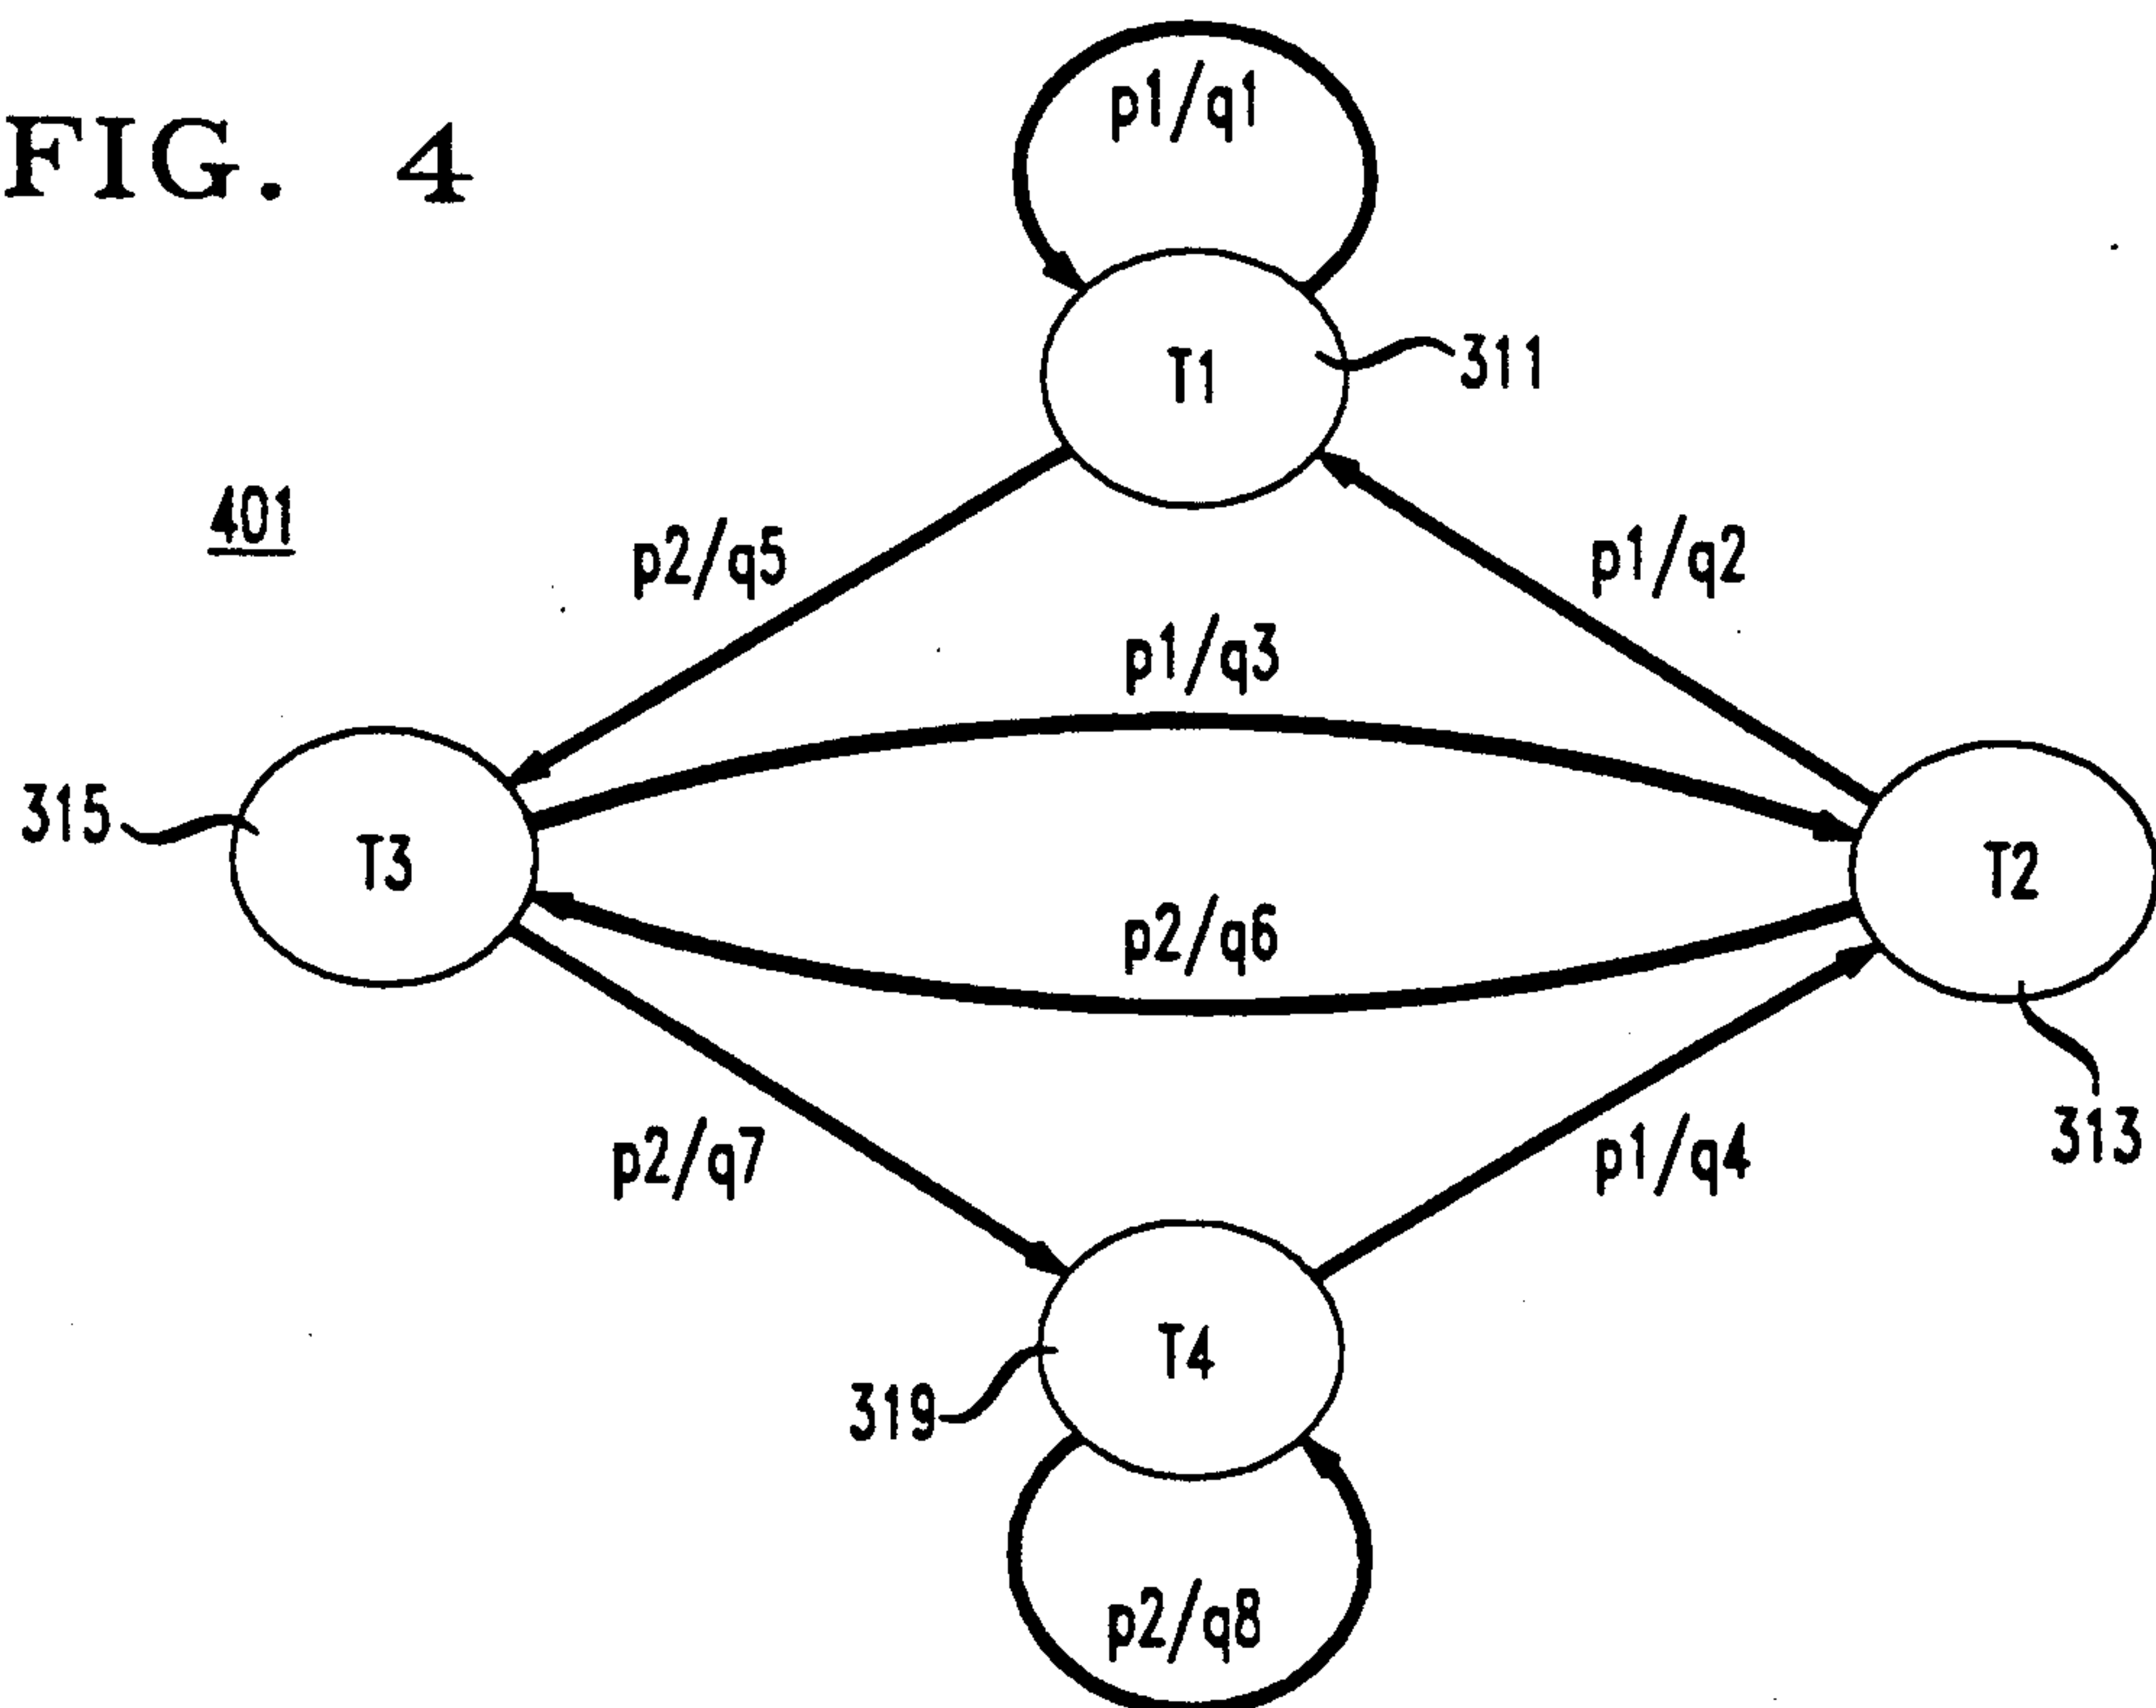 FIG. 4
p1/q1
T1
311
401
p2/q5
p1/q2
p1/q3
315
T3
T2
p2/q6
p2/q7
p1/q4
313
T4
319
p2/q8